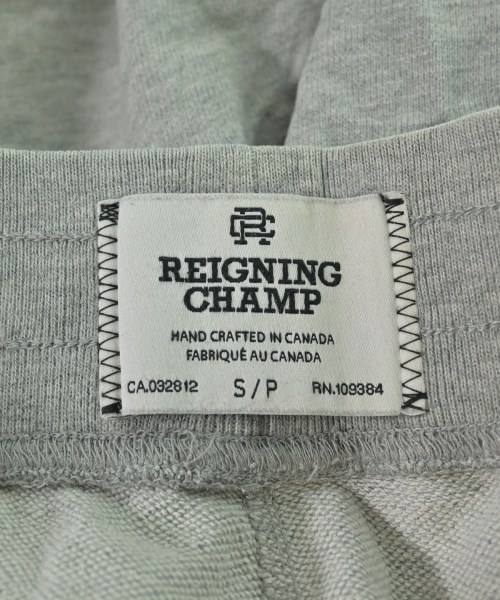 RC
REIGNING
CHAMP
HAND CRAFTED IN CANADA
FABRIQUÉ AU CANADA
CA.032812 S/P RN.109384